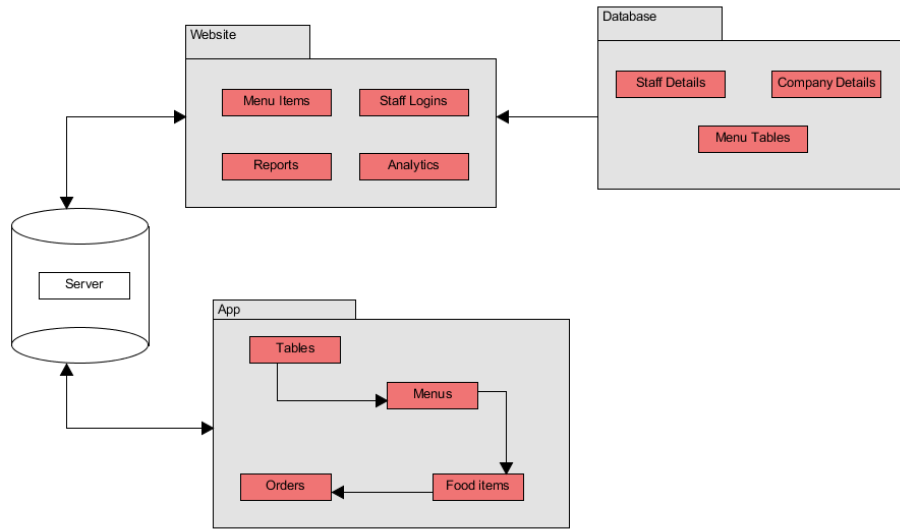 Website
Menu Items
Staff Logins
Reports
Analytics
Database
Staff Details
Company Details
Menu Tables
Server
App
Tables
Menus
Orders
Food items